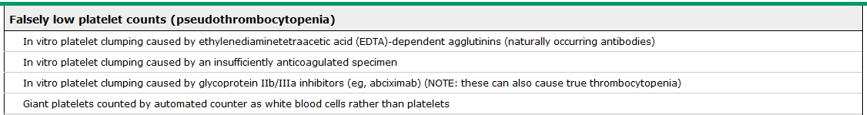 Falsely low platelet counts (pseudothrombocytopenia)
In vitro platelet clumping caused by ethylenediaminetetraacetic acid (EDTA)-dependent agglutinins (naturally occurring antibodies)
In vitro platelet clumping caused by an insufficiently anticoagulated specimen
In vitro platelet clumping caused by glycoprotein IIb/IIIa inhibitors (eg, abciximab) (NOTE: these can also cause true thrombocytopenia)
Giant platelets counted by automated counter as white blood cells rather than platelets